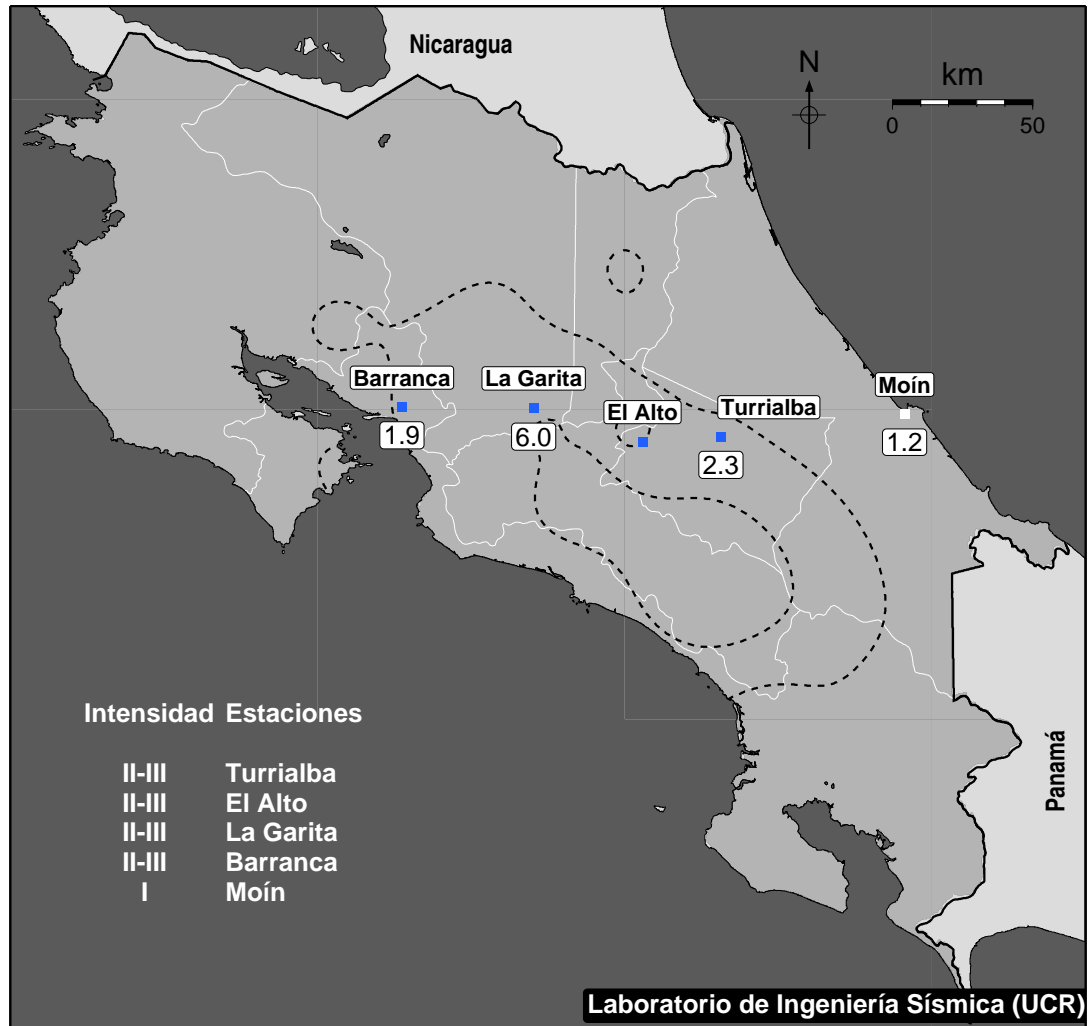 Nicaragua
N
km
0 50
Barranca
La Garita
El Alto
Turrialba
Moín
1.9
6.0
2.3
1.2
Intensidad Estaciones
II-III Turrialba
II-III El Alto
II-III La Garita
II-III Barranca
I Moín
Panamá
Laboratorio de Ingeniería Sísmica (UCR)